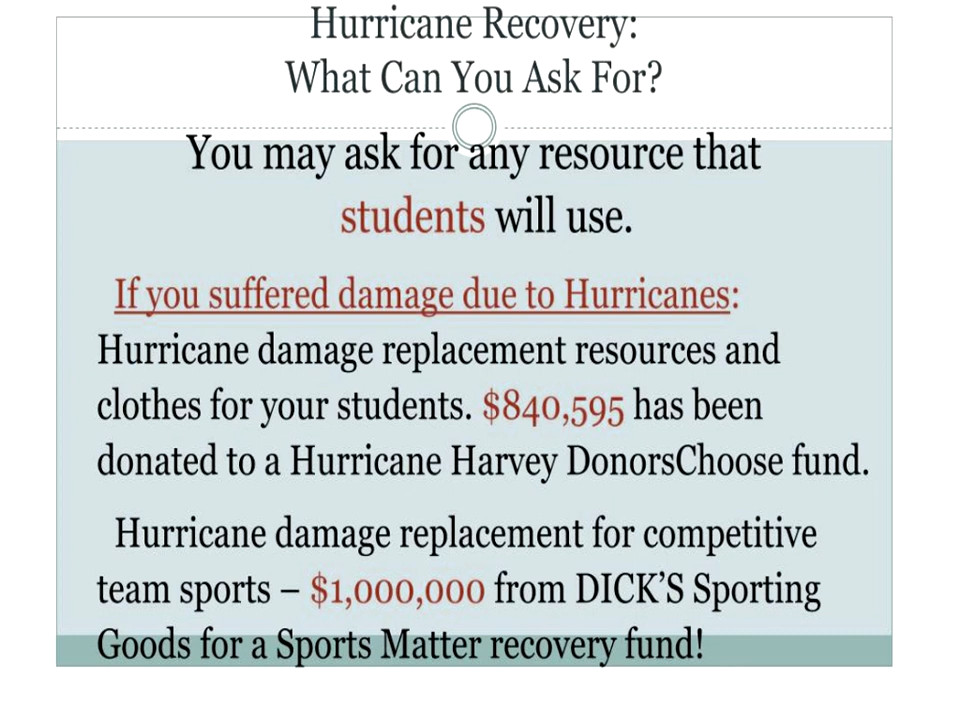 Hurricane Recovery:
What Can You Ask For?
You may ask for any resource that
students will use.
If you suffered damage due to Hurricanes:
Hurricane damage replacement resources and
clothes for your students. $840,595 has been
donated to a Hurricane Harvey DonorsChoose fund.
Hurricane damage replacement for competitive
team sports – $1,000,000 from DICK’S Sporting
Goods for a Sports Matter recovery fund!